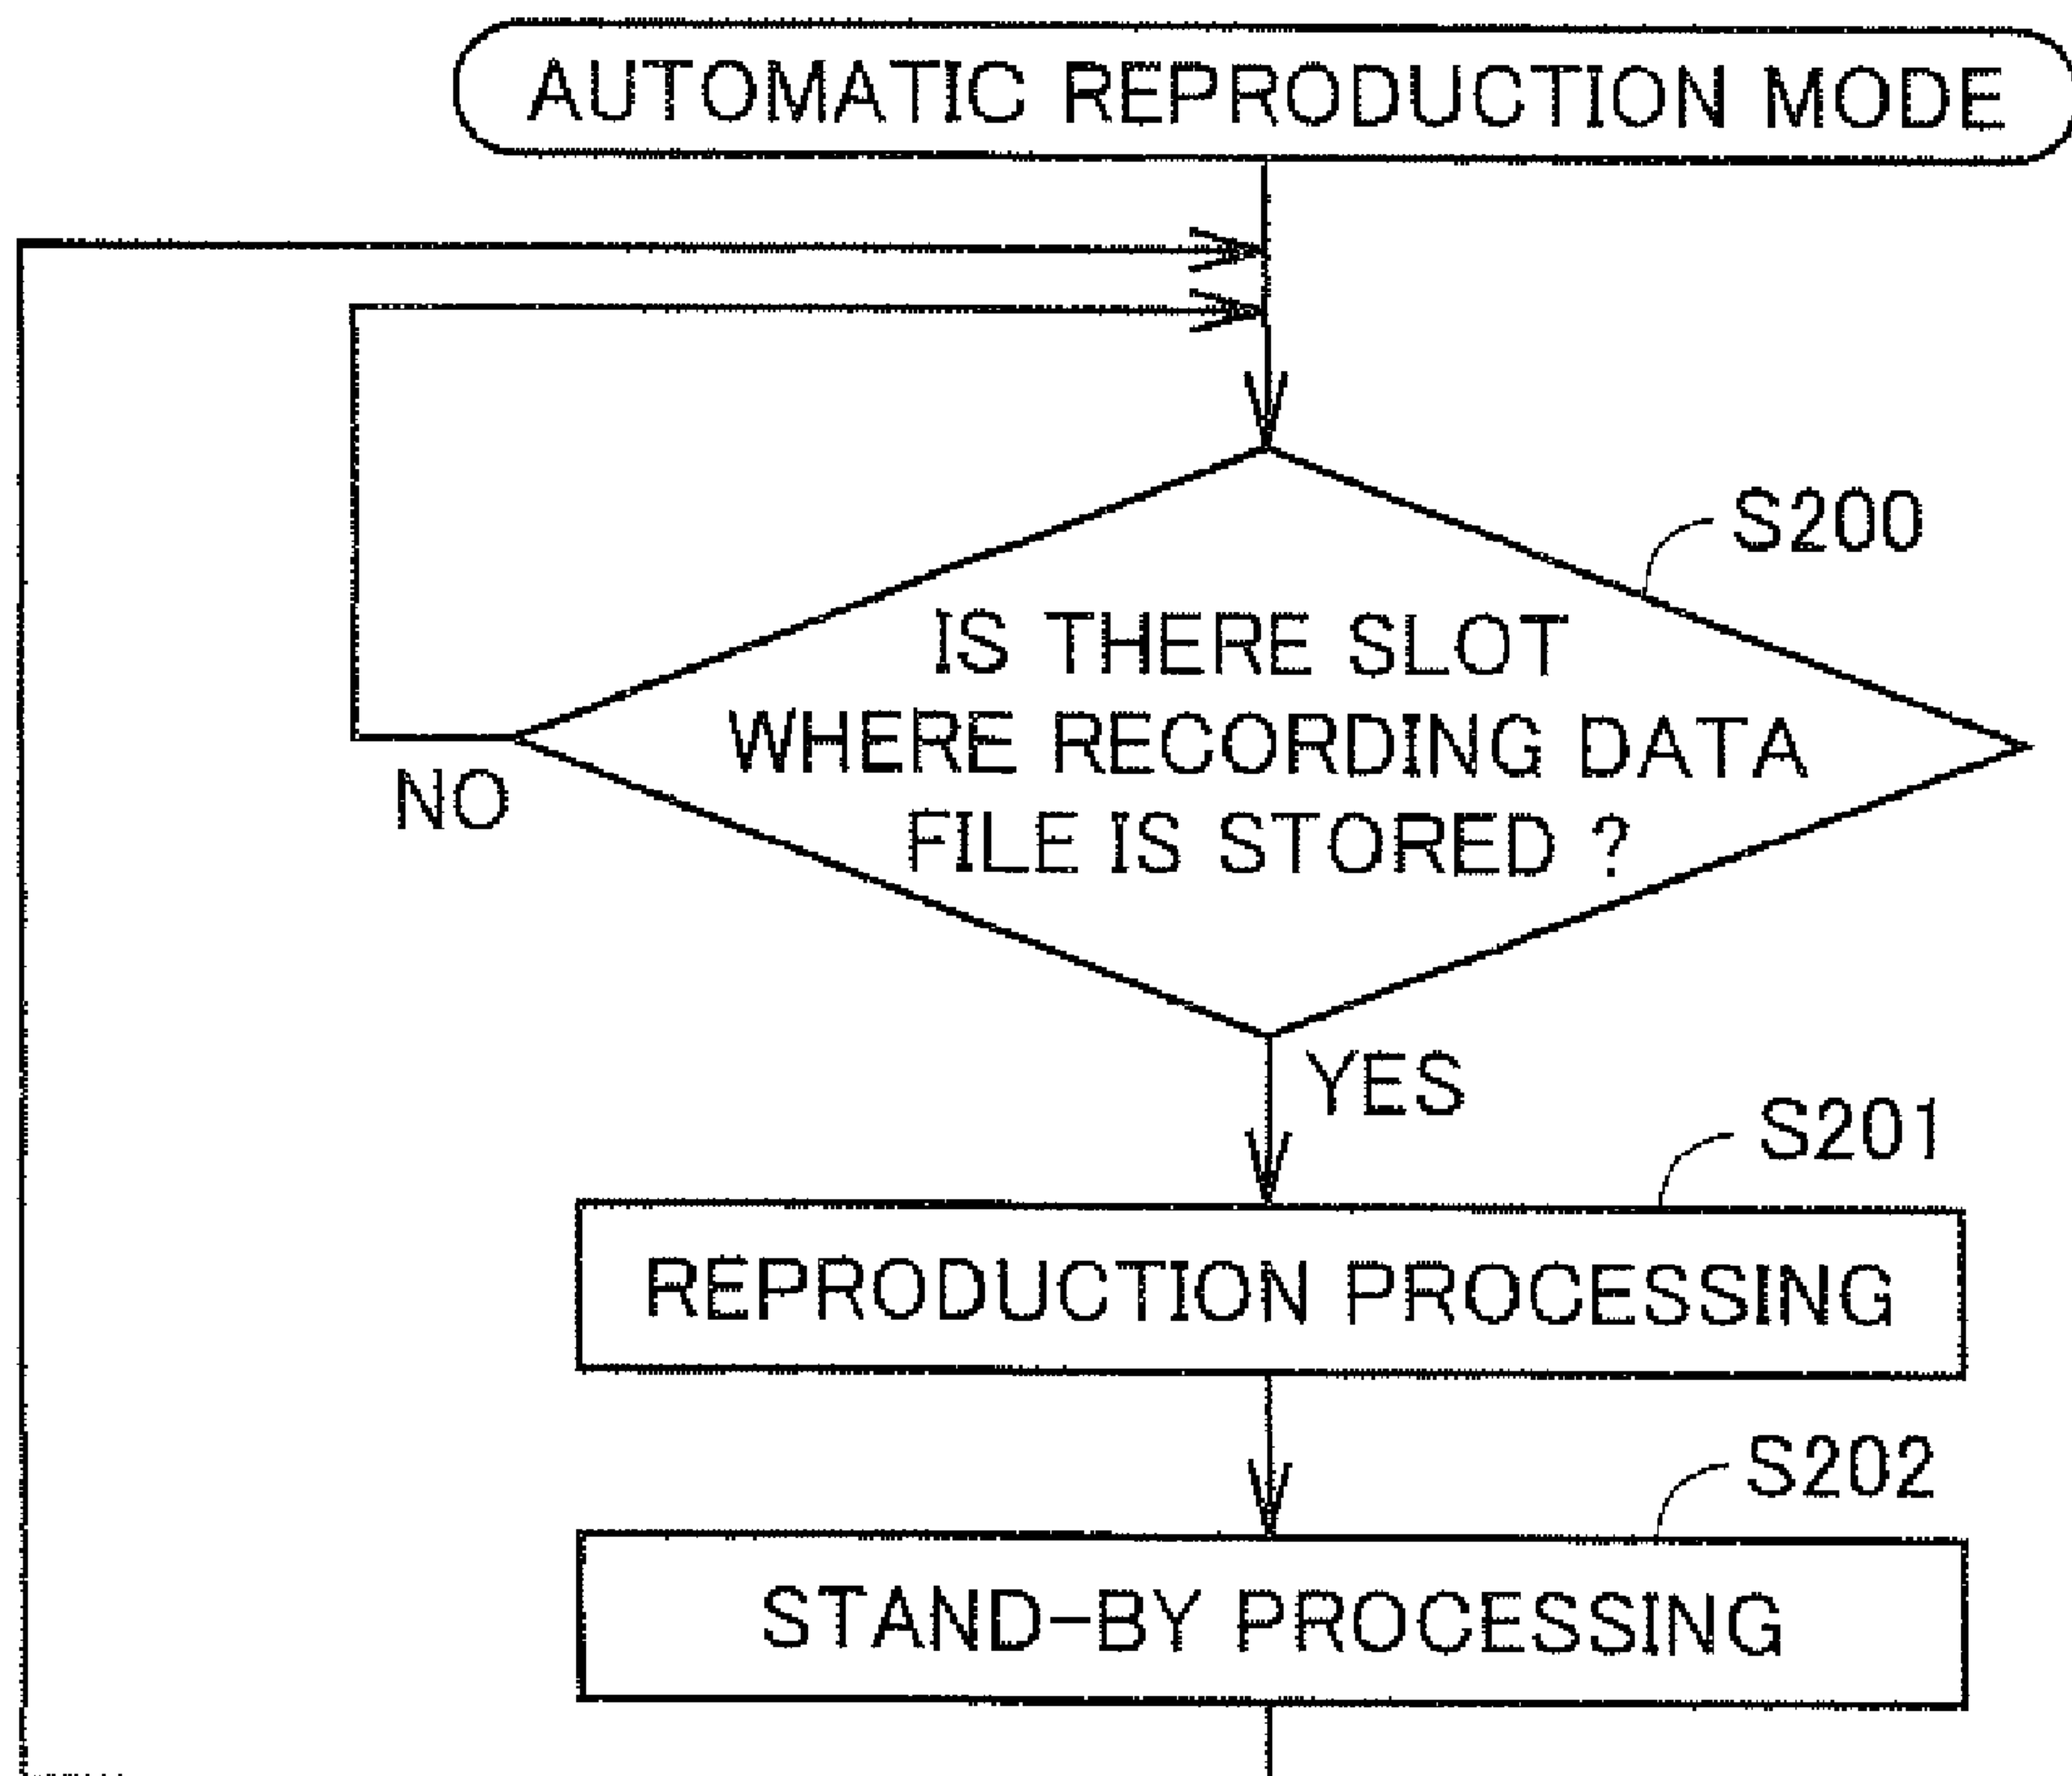 AUTOMATIC REPRODUCTION MODE
S200
IS THERE SLOT
WHERE RECORDING DATA
FILE IS STORED ?
NO
YES
S201
REPRODUCTION PROCESSING
S202
STAND-BY PROCESSING